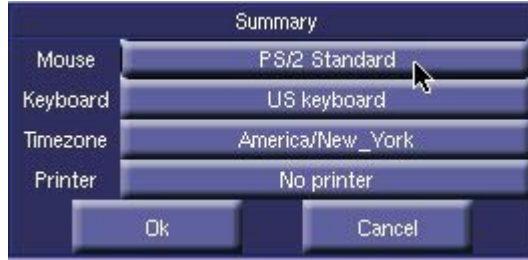 Summary
Mouse PS/2 Standard
Keyboard US keyboard
Timezone America/New_York
Printer No printer
Ok Cancel